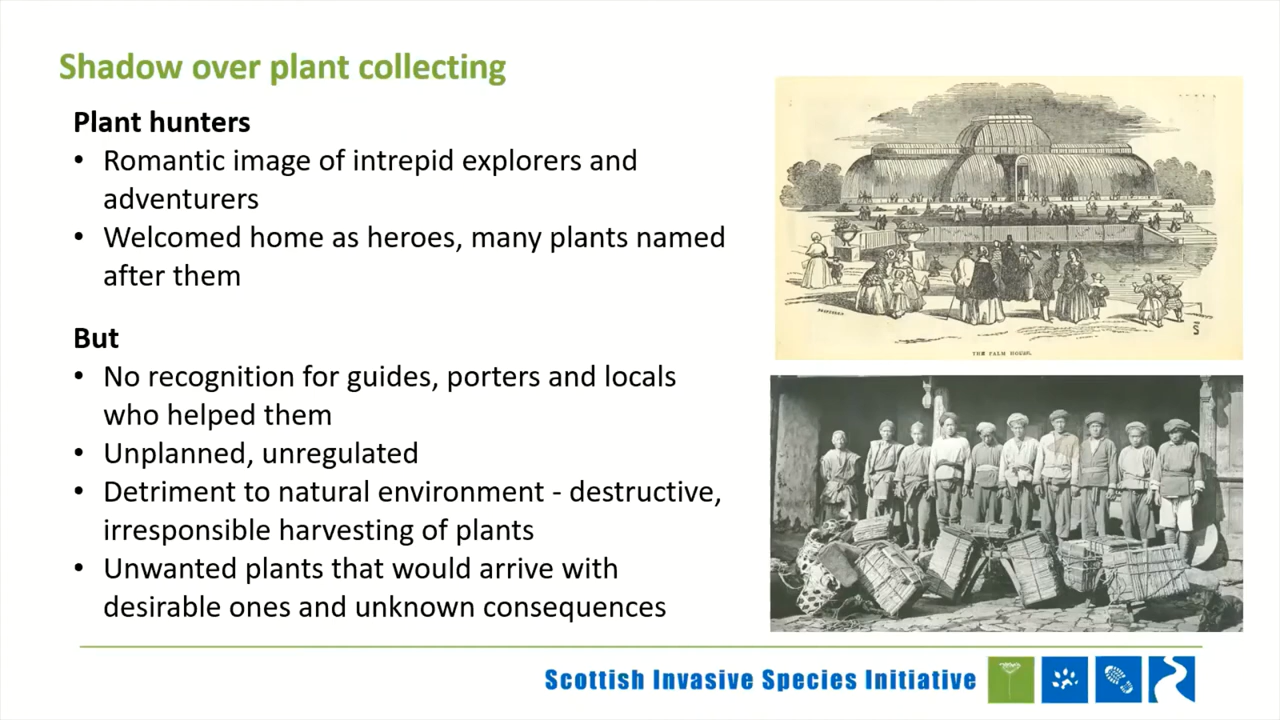 Shadow over plant collecting
Plant hunters
• Romantic image of intrepid explorers and
adventurers
• Welcomed home as heroes, many plants named
after them
But
• No recognition for guides, porters and locals
who helped them
• Unplanned, unregulated
• Detriment to natural environment - destructive,
irresponsible harvesting of plants
• Unwanted plants that would arrive with
desirable ones and unknown consequences
THE PALM HOUSE.
Scottish Invasive Species Initiative